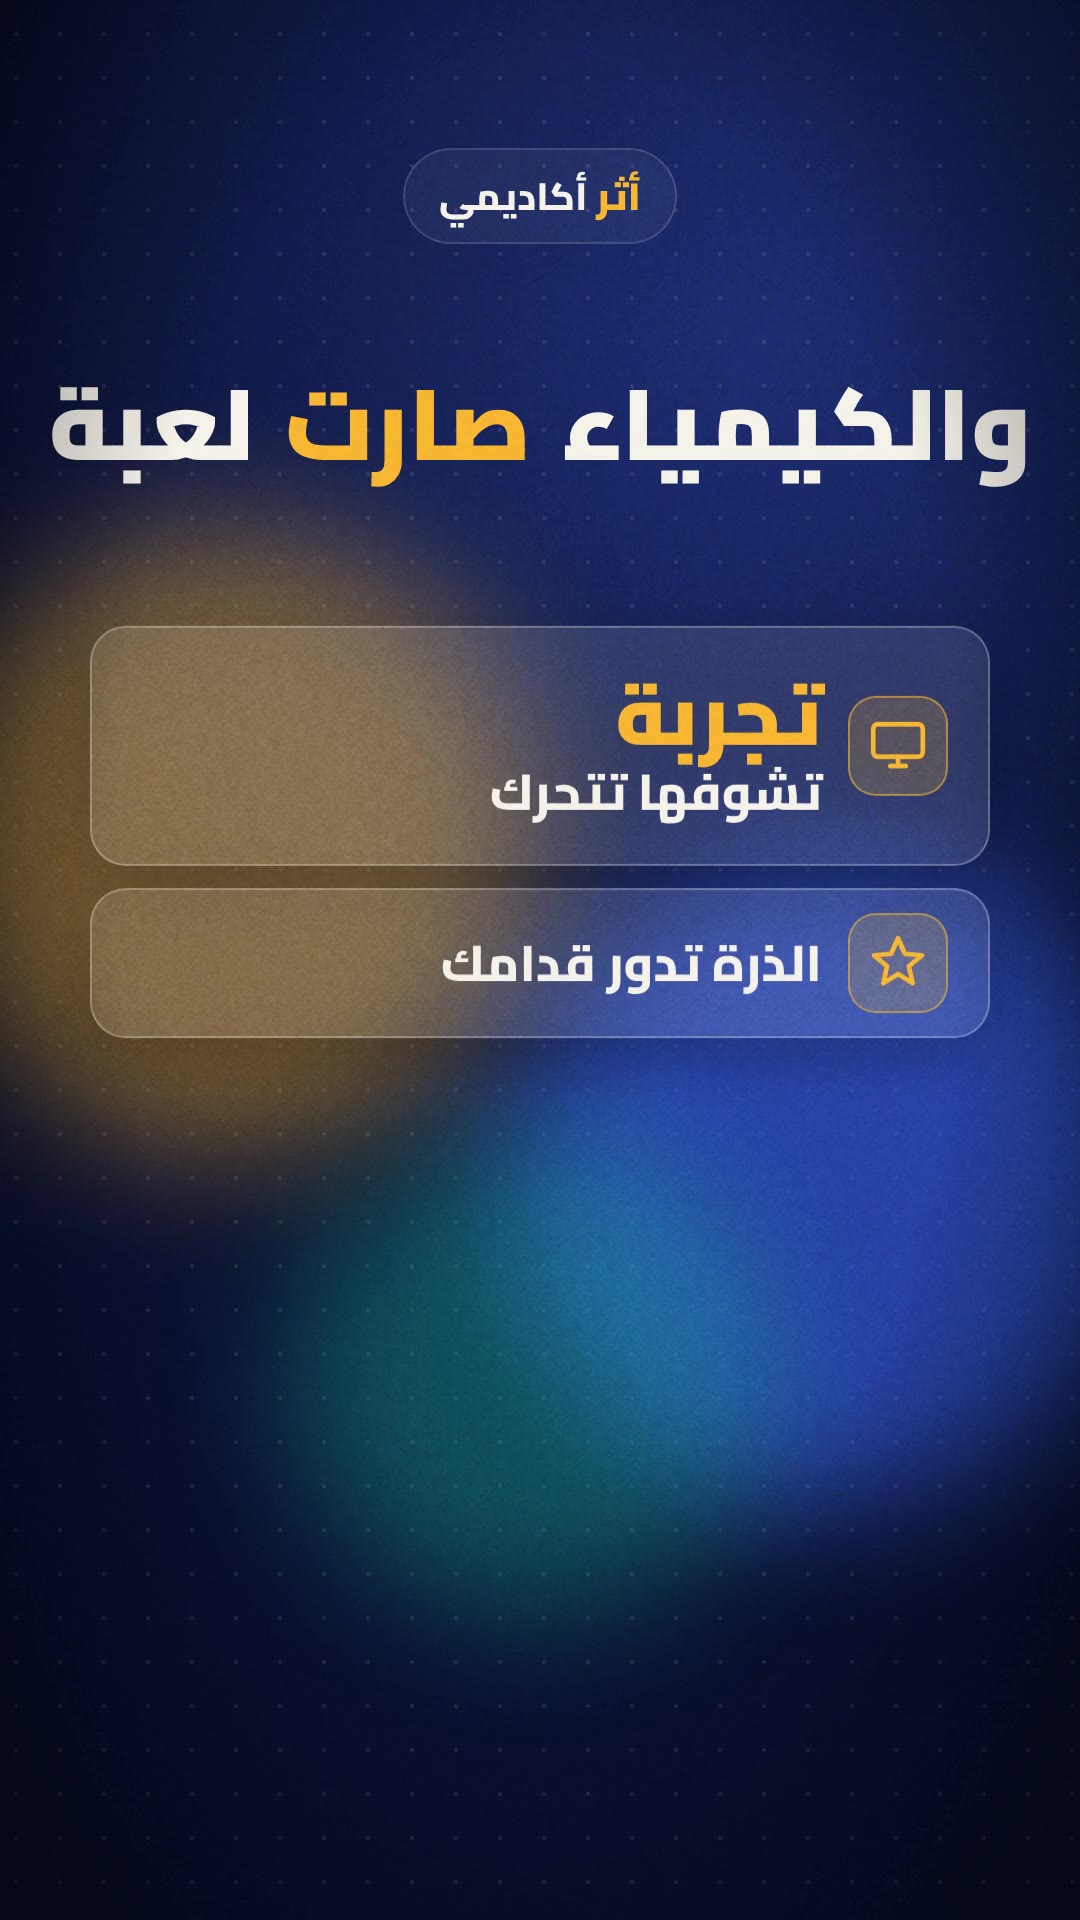 أثر أكاديمي
والكيمياء صارت لعبة
تجربة
تشوفها تتحرك
الذرة تدور قدامك